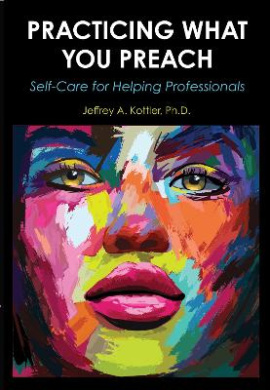 PRACTICING WHAT
YOU PREACH
Self-Care for Helping Professionals
Jeffrey A. Kottler, Ph.D.